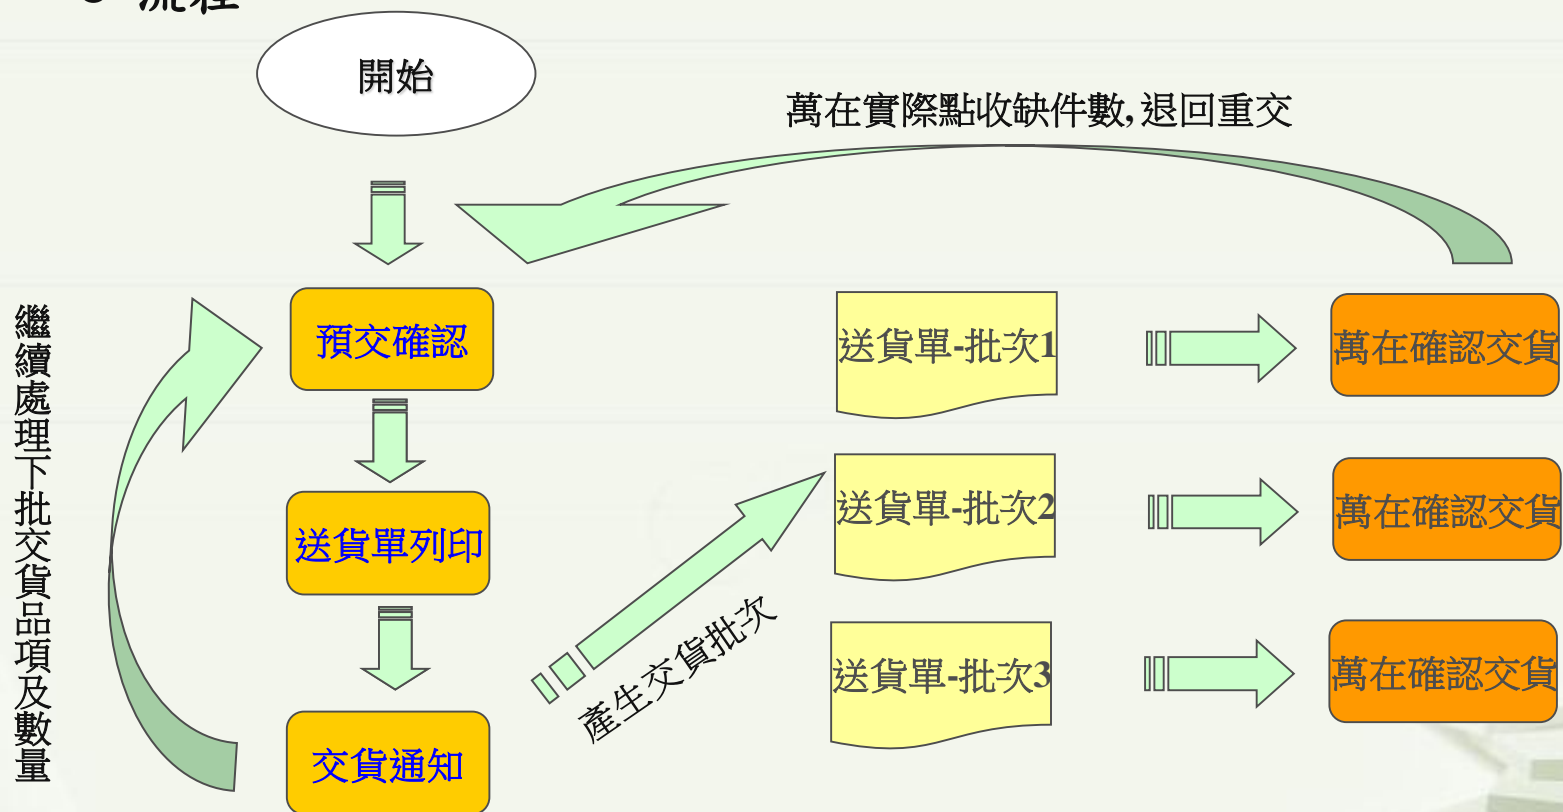 流程
開始
萬在實際點收缺件數,退回重交
繼續處理下批交貨品項及數量
預交確認
送貨單-批次1
萬在確認交貨
送貨單列印
送貨單-批次2
萬在確認交貨
產生交貨批次
送貨單-批次3
萬在確認交貨
交貨通知